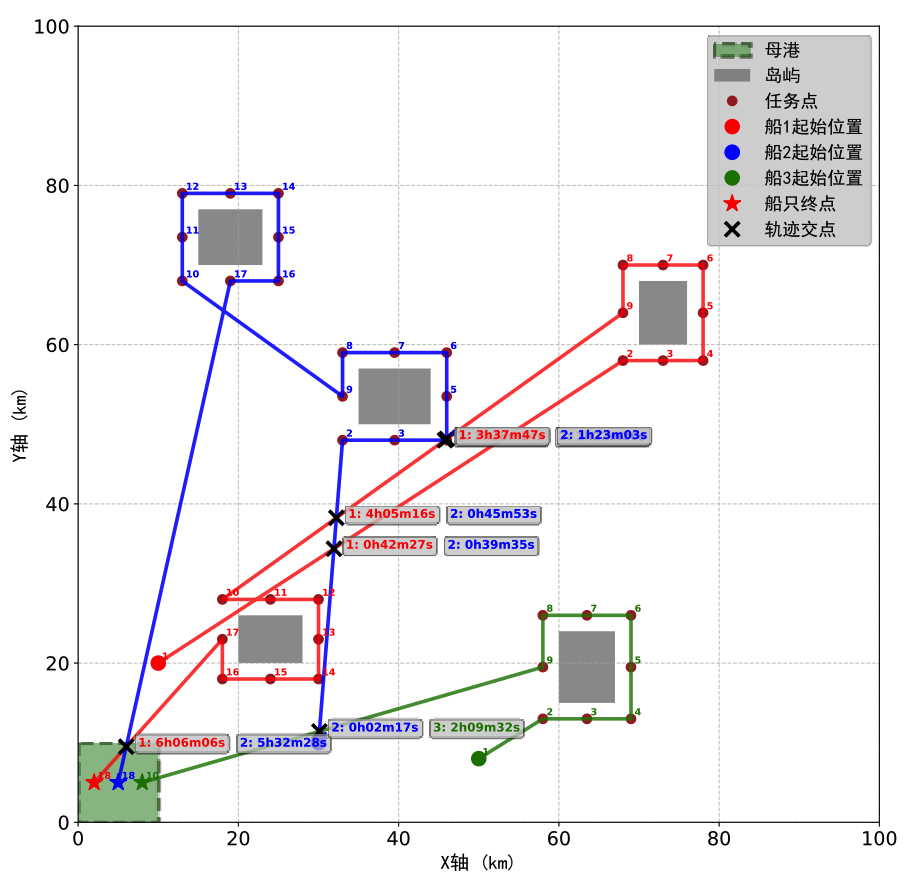 100
80
60
40
20
0
Y轴 (km)
母港
岛屿
任务点
船1起始位置
船2起始位置
船3起始位置
船只终点
轨迹交点
12 13 14
11 15
10 17 16
8 7 6
9 5
2 3 4
8 7 6
9 5
2 3
1: 3h37m47s 2: 1h23m03s
1: 4h05m16s 2: 0h45m53s
1: 0h42m27s 2: 0h39m35s
10 11 12
17 13
16 15 14
1
8 7 6
9 5
2 3 4
1
2: 0h02m17s 3: 2h09m32s
1: 6h06m06s 2: 5h32m28s
18 18 10
0 20 40 60 80 100
X轴 (km)